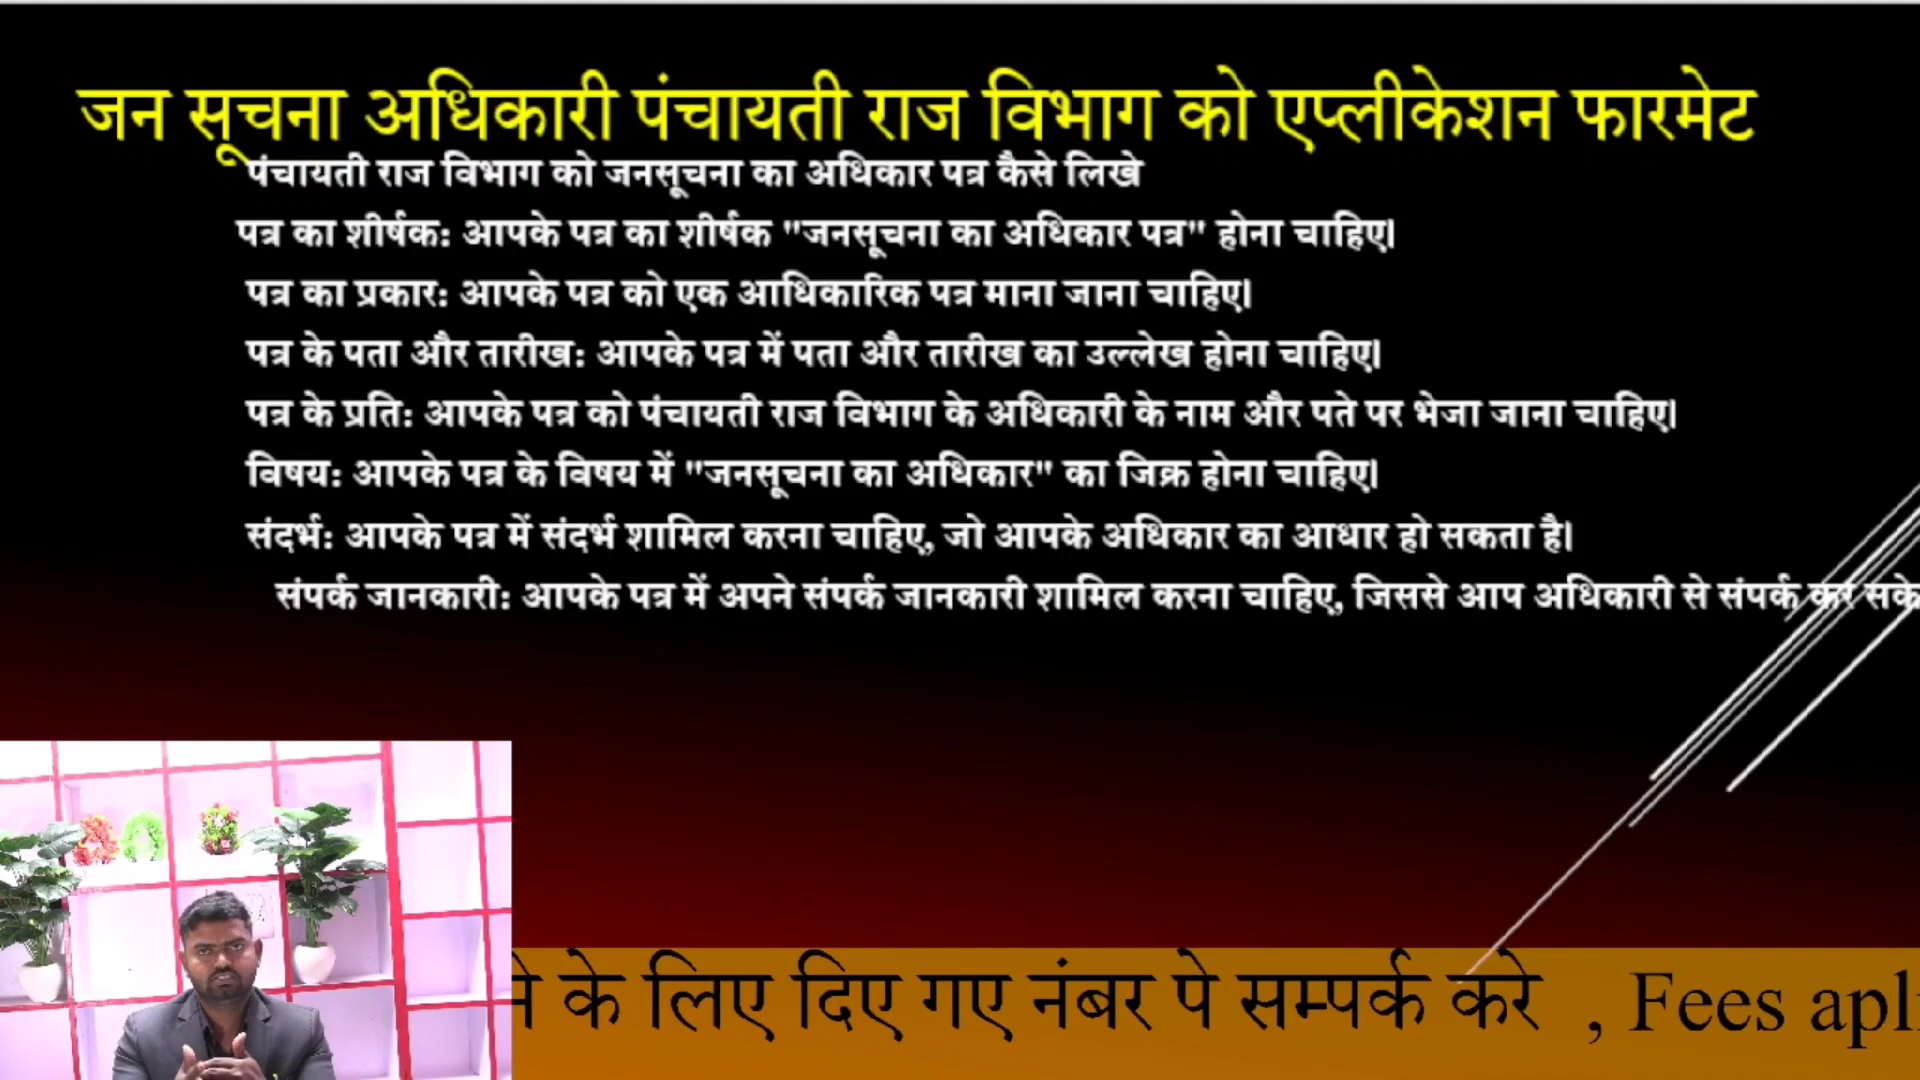 जन सूचना अधिकारी पंचायती राज विभाग को एप्लीकेशन फारमेट
पंचायती राज विभाग को जनसूचना का अधिकार पत्र कैसे लिखे
पत्र का शीर्षक: आपके पत्र का शीर्षक "जनसूचना का अधिकार पत्र" होना चाहिए।
पत्र का प्रकार: आपके पत्र को एक आधिकारिक पत्र माना जाना चाहिए।
पत्र के पता और तारीख: आपके पत्र में पता और तारीख का उल्लेख होना चाहिए।
पत्र के प्रति: आपके पत्र को पंचायती राज विभाग के अधिकारी के नाम और पते पर भेजा जाना चाहिए।
विषय: आपके पत्र के विषय में "जनसूचना का अधिकार" का जिक्र होना चाहिए।
संदर्भ: आपके पत्र में संदर्भ शामिल करना चाहिए, जो आपके अधिकार का आधार हो सकता है।
संपर्क जानकारी: आपके पत्र में अपने संपर्क जानकारी शामिल करना चाहिए, जिससे आप अधिकारी से संपर्क कर सके
के लिए दिए गए नंबर पे सम्पर्क करे , Fees